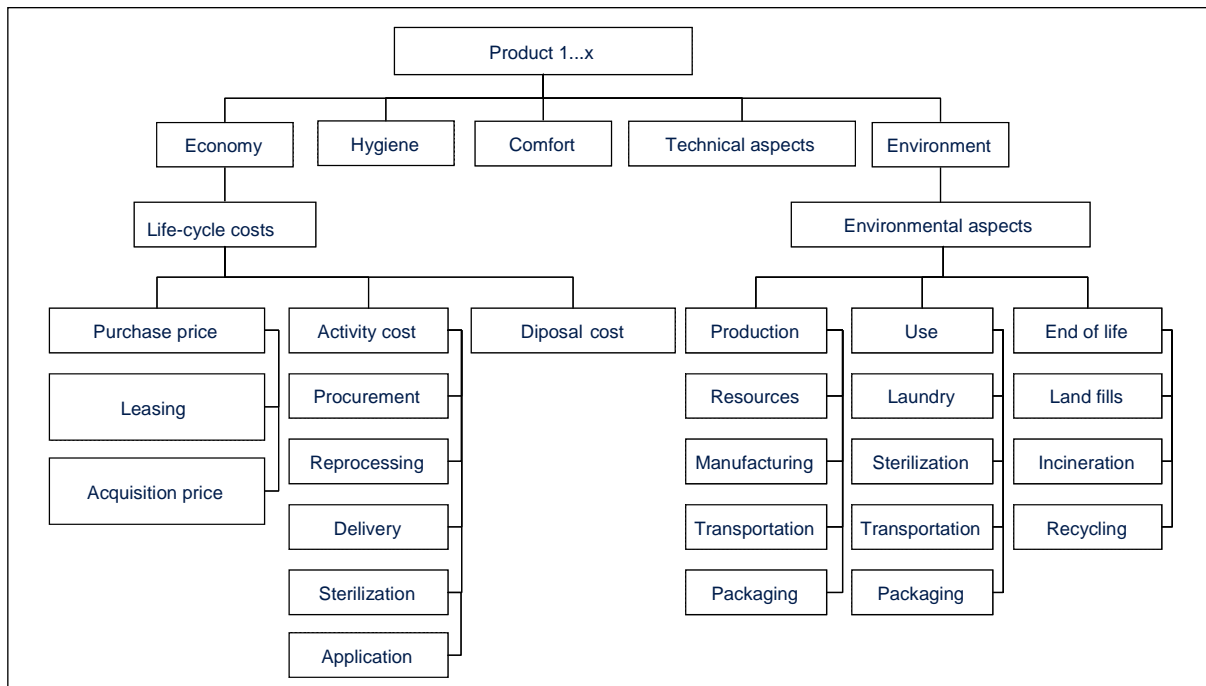 Product 1...x
Economy
Hygiene
Comfort
Technical aspects
Environment
Life-cycle costs
Environmental aspects
Purchase price
Activity cost
Diposal cost
Production
Use
End of life
Leasing
Procurement
Resources
Laundry
Land fills
Acquisition price
Reprocessing
Manufacturing
Sterilization
Incineration
Delivery
Transportation
Transportation
Recycling
Sterilization
Packaging
Packaging
Application